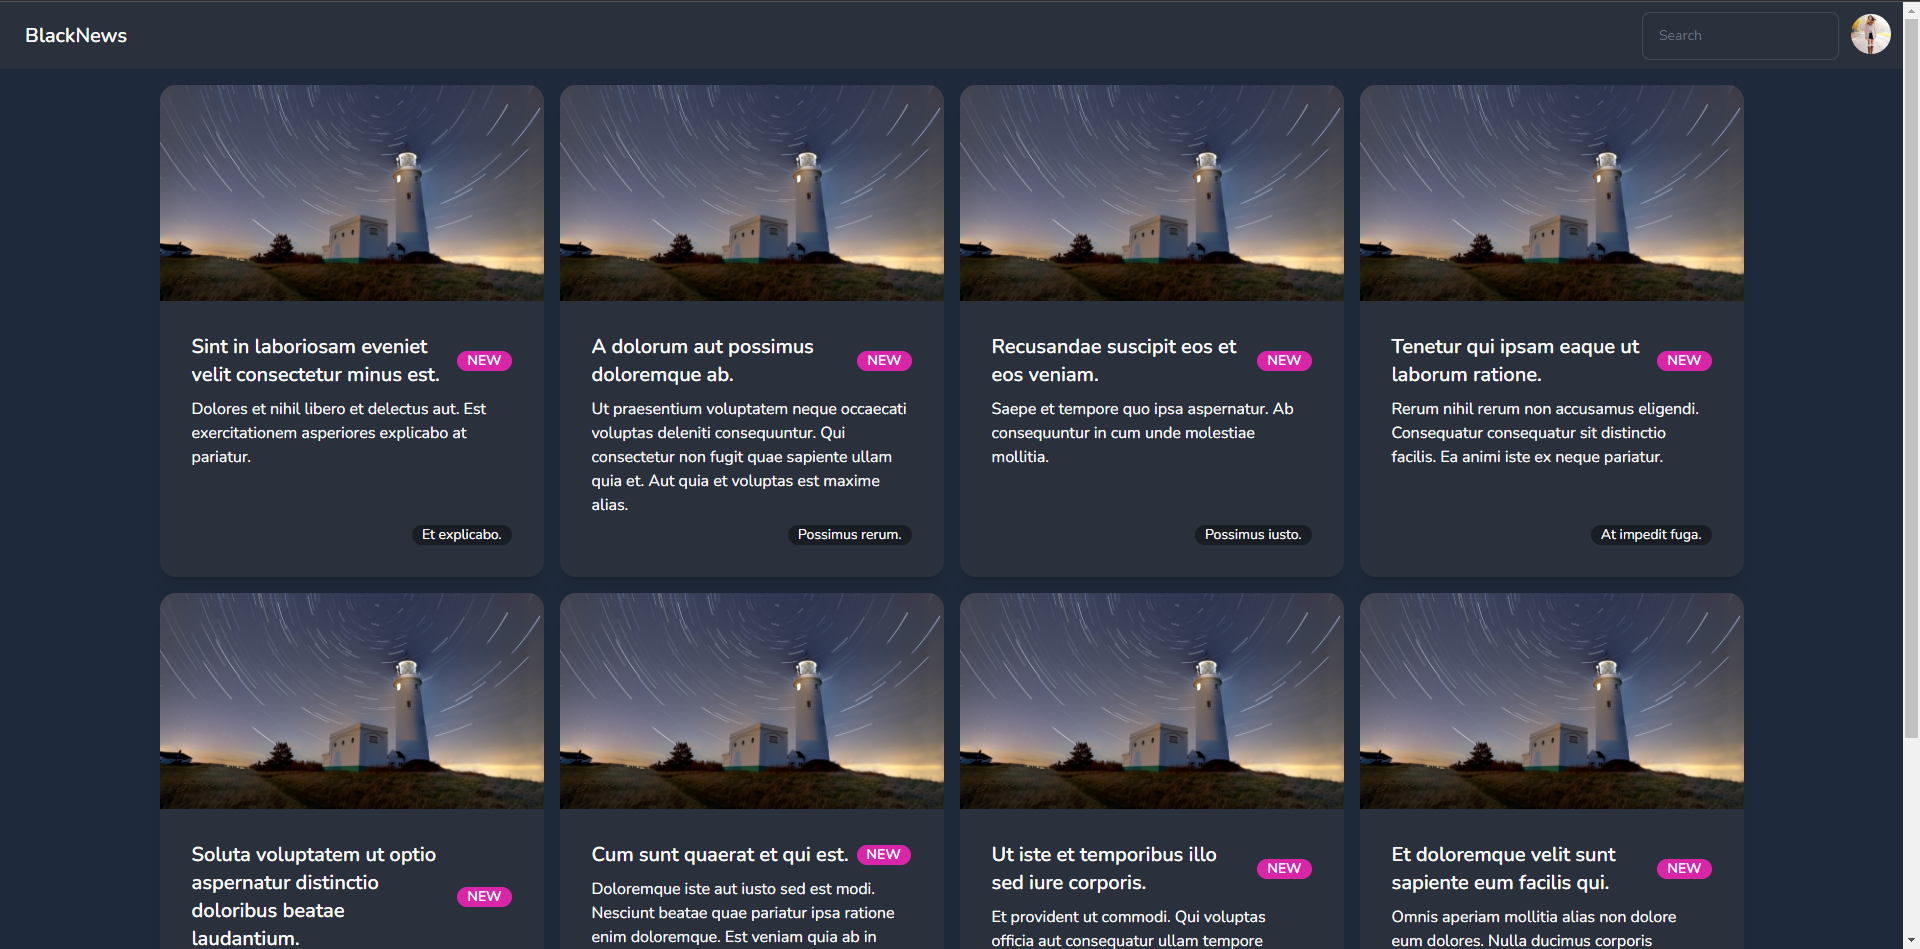 BlackNews
Search
Sint in laboriosam eveniet
velit consectetur minus est.
NEW
Dolores et nihil libero et delectus aut. Est
exercitationem asperiores explicabo at
pariatur.
Et explicabo.
A dolorum aut possimus
doloremque ab.
NEW
Ut praesentium voluptatem neque occaecati
voluptas deleniti consequuntur. Qui
consectetur non fugit quae sapiente ullam
quia et. Aut quia et voluptas est maxime
alias.
Possimus rerum.
Recusandae suscipit eos et
eos veniam.
NEW
Saepe et tempore quo ipsa aspernatur. Ab
consequuntur in cum unde molestiae
mollitia.
Possimus iusto.
Tenetur qui ipsam eaque ut
laborum ratione.
NEW
Rerum nihil rerum non accusamus eligendi.
Consequatur consequatur sit distinctio
facilis. Ea animi iste ex neque pariatur.
At impedit fuga.
Soluta voluptatem ut optio
aspernatur distinctio
doloribus beatae
laudantium.
NEW
Cum sunt quaerat et qui est.
NEW
Doloremque iste aut iusto sed est modi.
Nesciunt beatae quae pariatur ipsa ratione
enim doloremque. Est veniam quia ab in
Ut iste et temporibus illo
sed iure corporis.
NEW
Et provident ut commodi. Qui voluptas
officia aut consequatur ullam tempore
Et doloremque velit sunt
sapiente eum facilis qui.
NEW
Omnis aperiam mollitia alias non dolore
eum dolores. Nulla ducimus corporis